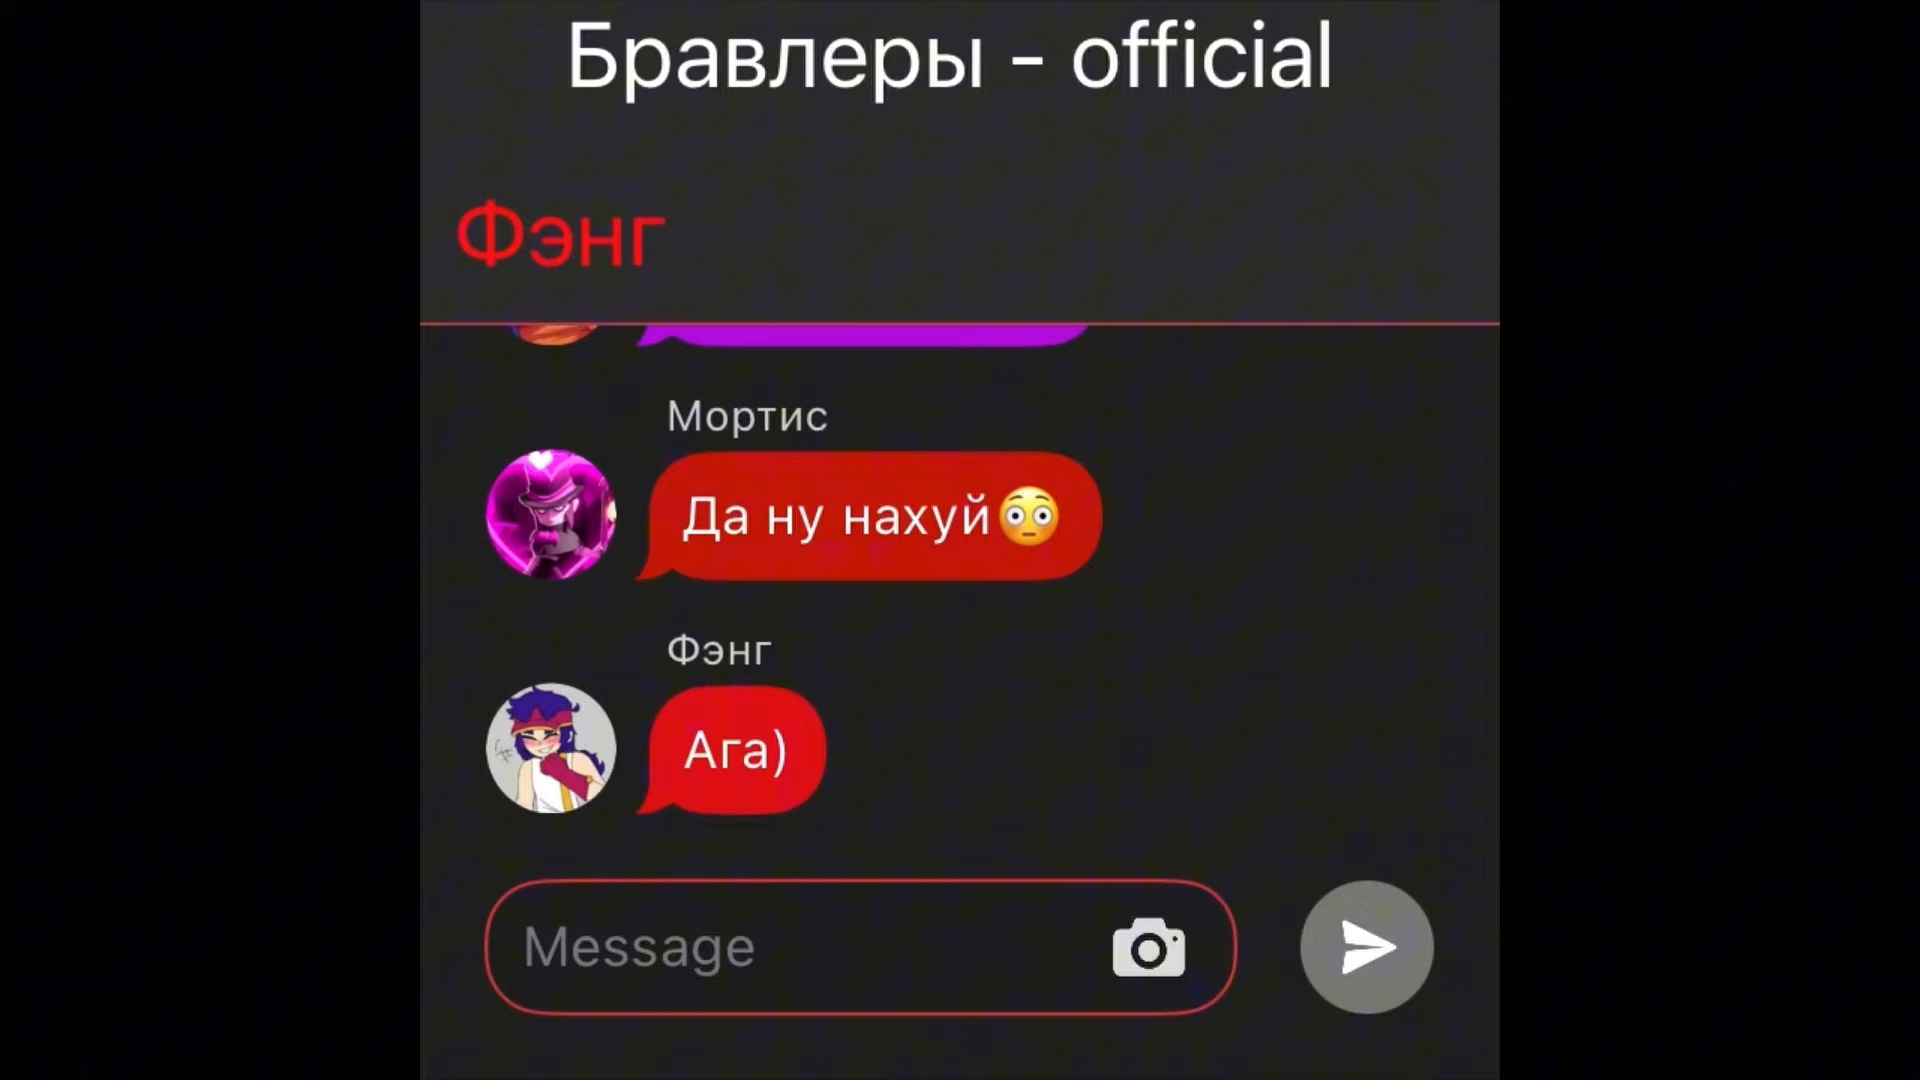 Бравлеры - official
Фэнг
Мортис
Да ну нахуй😳
Фэнг
Ага)
Message